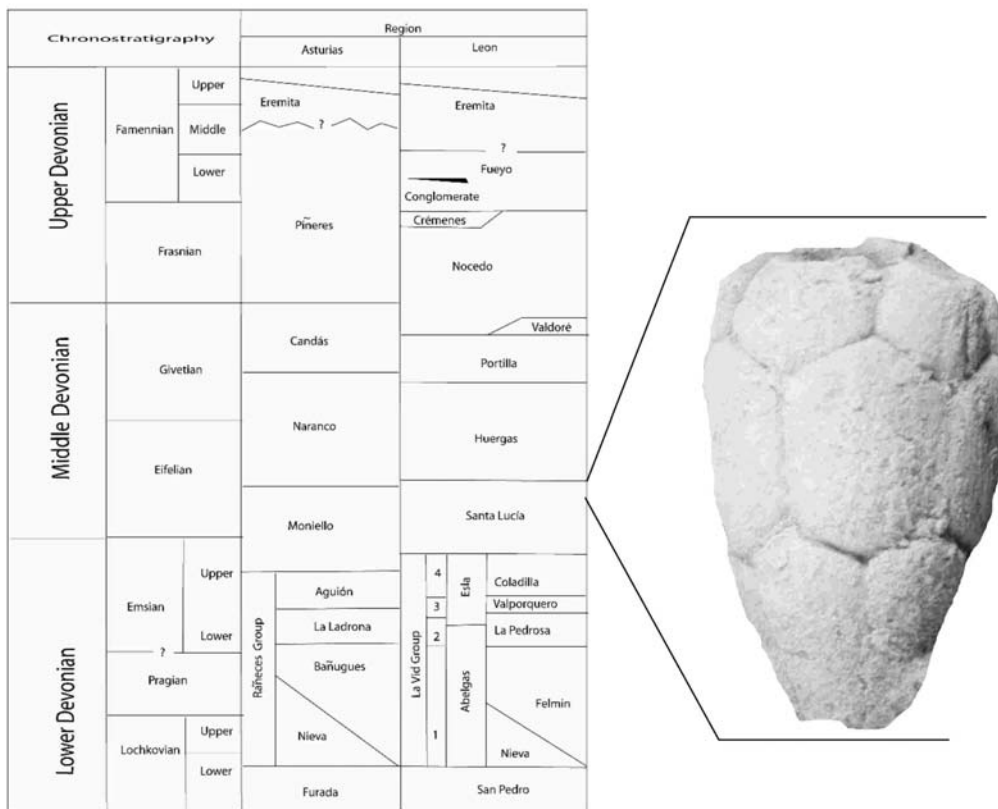 Chronostratigraphy
Region
Asturias
Leon
Upper Devonian
Famennian
Upper
Middle
Lower
Frasnian
Eremita
?
Piñeres
Eremita
?
Fueyo
Conglomerate
Crémenes
Nocedo
Valdoré
Middle Devonian
Givetian
Eifelian
Candás
Naranco
Moniello
Portilla
Huergas
Santa Lucía
Lower Devonian
Emsian
Upper
Lower
?
Pragian
Lochkovian
Upper
Lower
Rañeces Group
Aguión
La Ladrona
Bañugues
Nieva
Furada
La Vid Group
4
3
2
1
Esla
Abelgas
Coladilla
Valporquero
La Pedrosa
Felmin
Nieva
San Pedro